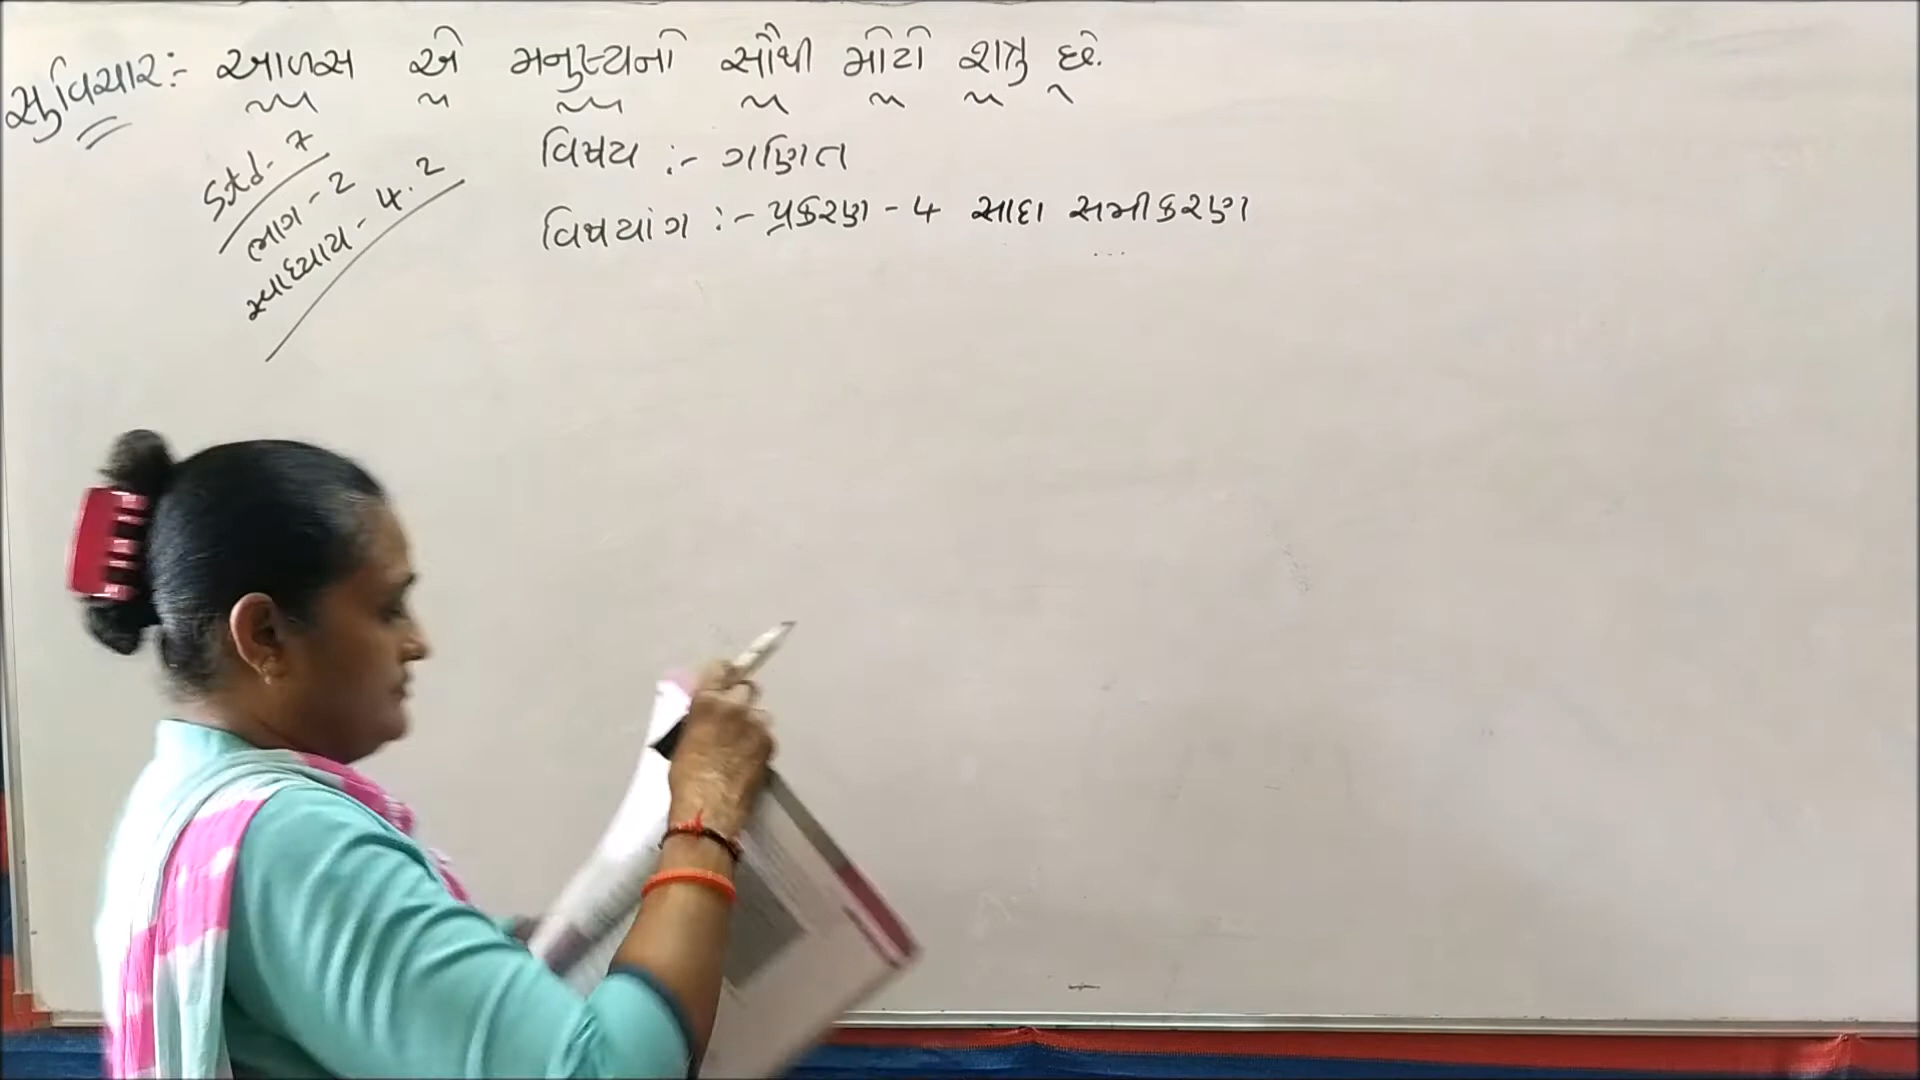 સુવિચાર:- આળસ એ મનુષ્યનો સૌથી મોટો શત્રુ છે.
Std. 7
ભાગ - 2
સ્વાધ્યાય - 4.2
વિષય :- ગણિત
વિષયાંગ :- પ્રકરણ - 4 સાદા સમીકરણ